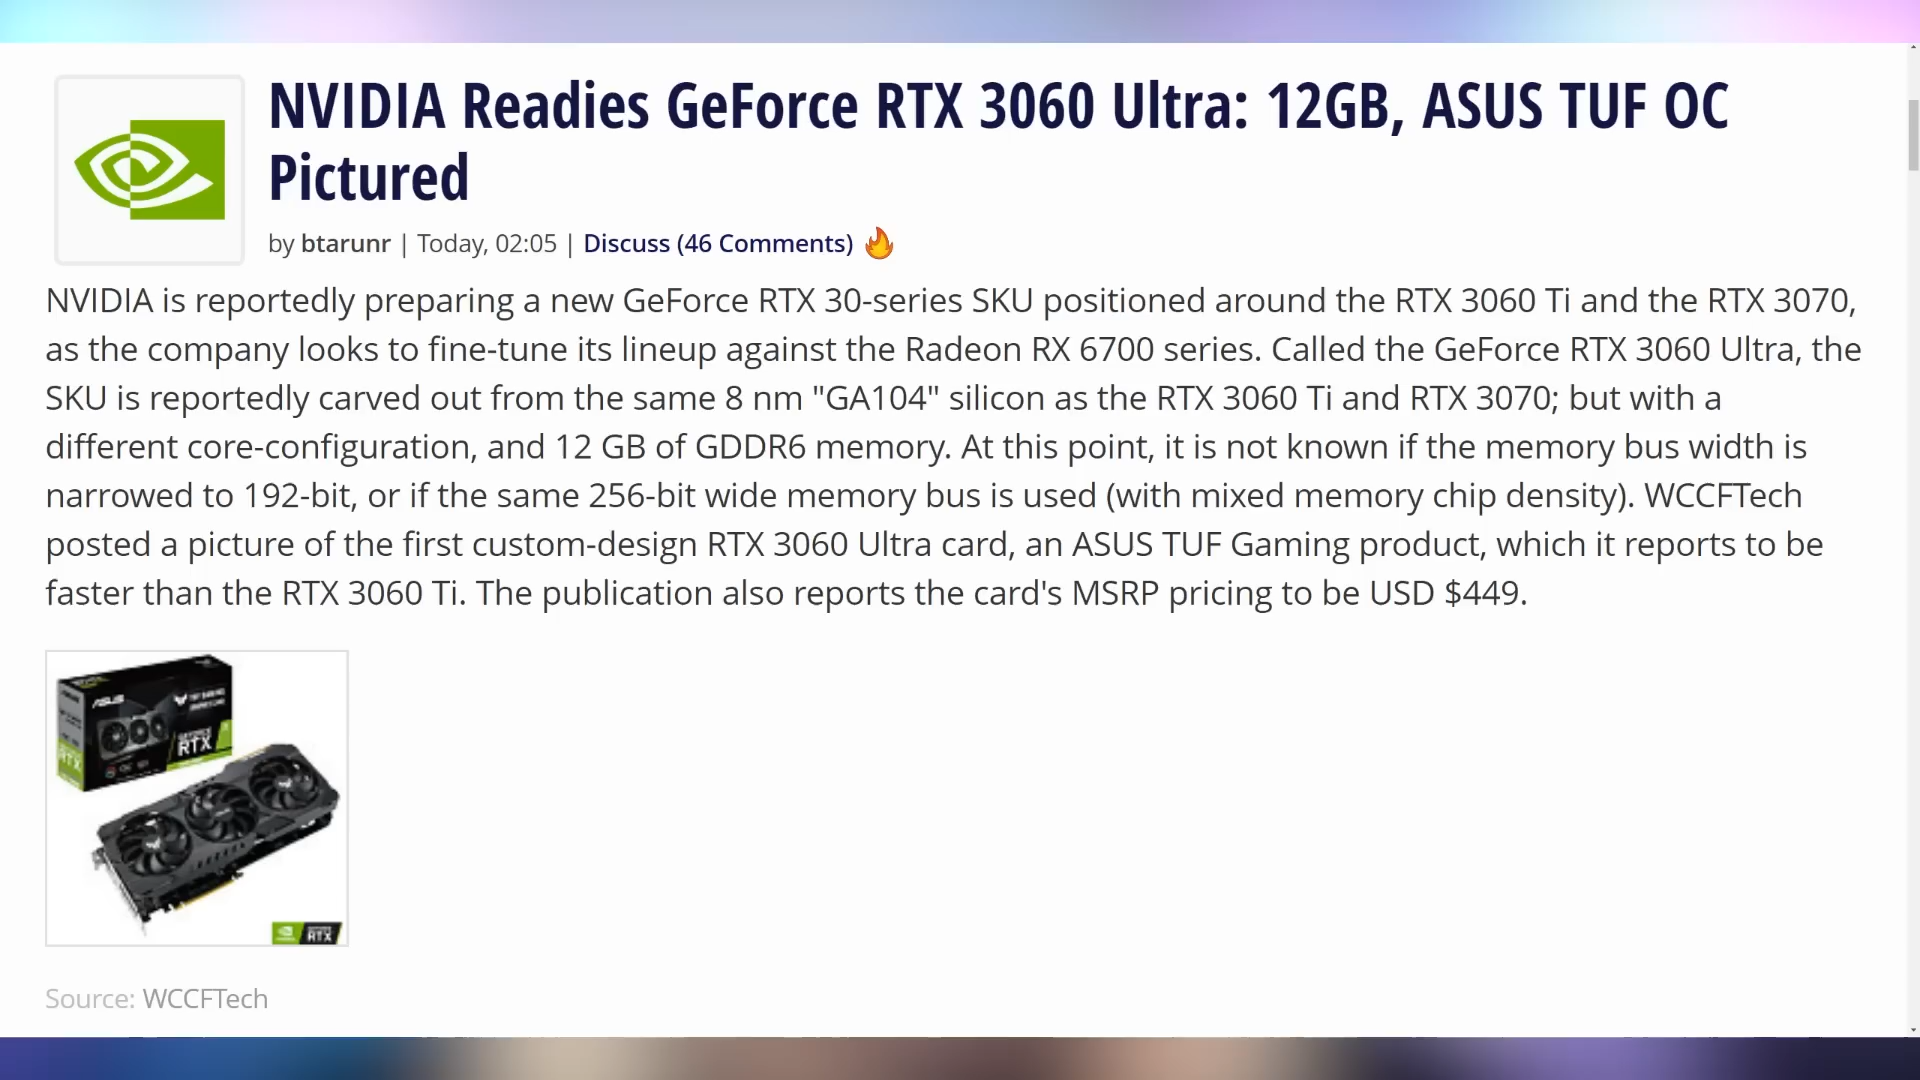 NVIDIA Readies GeForce RTX 3060 Ultra: 12GB, ASUS TUF OC
Pictured
by btarunr | Today, 02:05 | Discuss (46 Comments)
NVIDIA is reportedly preparing a new GeForce RTX 30-series SKU positioned around the RTX 3060 Ti and the RTX 3070,
as the company looks to fine-tune its lineup against the Radeon RX 6700 series. Called the GeForce RTX 3060 Ultra, the
SKU is reportedly carved out from the same 8 nm "GA104" silicon as the RTX 3060 Ti and RTX 3070; but with a
different core-configuration, and 12 GB of GDDR6 memory. At this point, it is not known if the memory bus width is
narrowed to 192-bit, or if the same 256-bit wide memory bus is used (with mixed memory chip density). WCCFTech
posted a picture of the first custom-design RTX 3060 Ultra card, an ASUS TUF Gaming product, which it reports to be
faster than the RTX 3060 Ti. The publication also reports the card's MSRP pricing to be USD $449.
ASUS
RTX
RTX
RTX
Source: WCCFTech